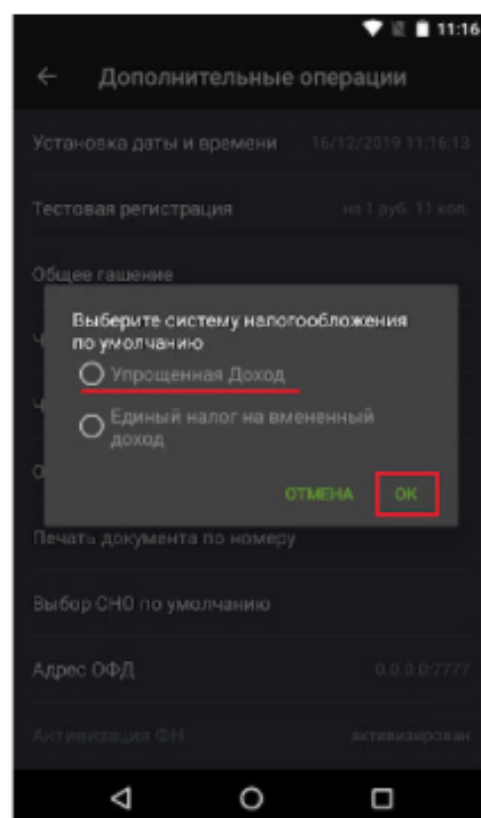 11:16
Дополнительные операции
Установка даты и времени 16/12/2019 11:16:13
Тестовая регистрация на 1 руб. 11 коп.
Общее гашение
Выберите систему налогообложения
по умолчанию
Упрощенная Доход
Единый налог на вмененный
доход
ОТМЕНА ОК
Печать документа по номеру
Выбор СНО по умолчанию
Адрес ОФД 0.0.0.0:7777
Активизация ФН активизирован